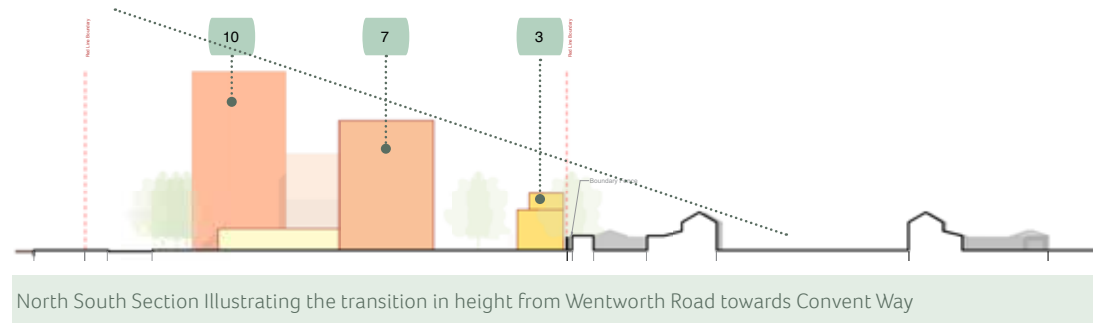 Red Line Boundary
10
7
3
Red Line Boundary
Boundary Fence
North South Section Illustrating the transition in height from Wentworth Road towards Convent Way